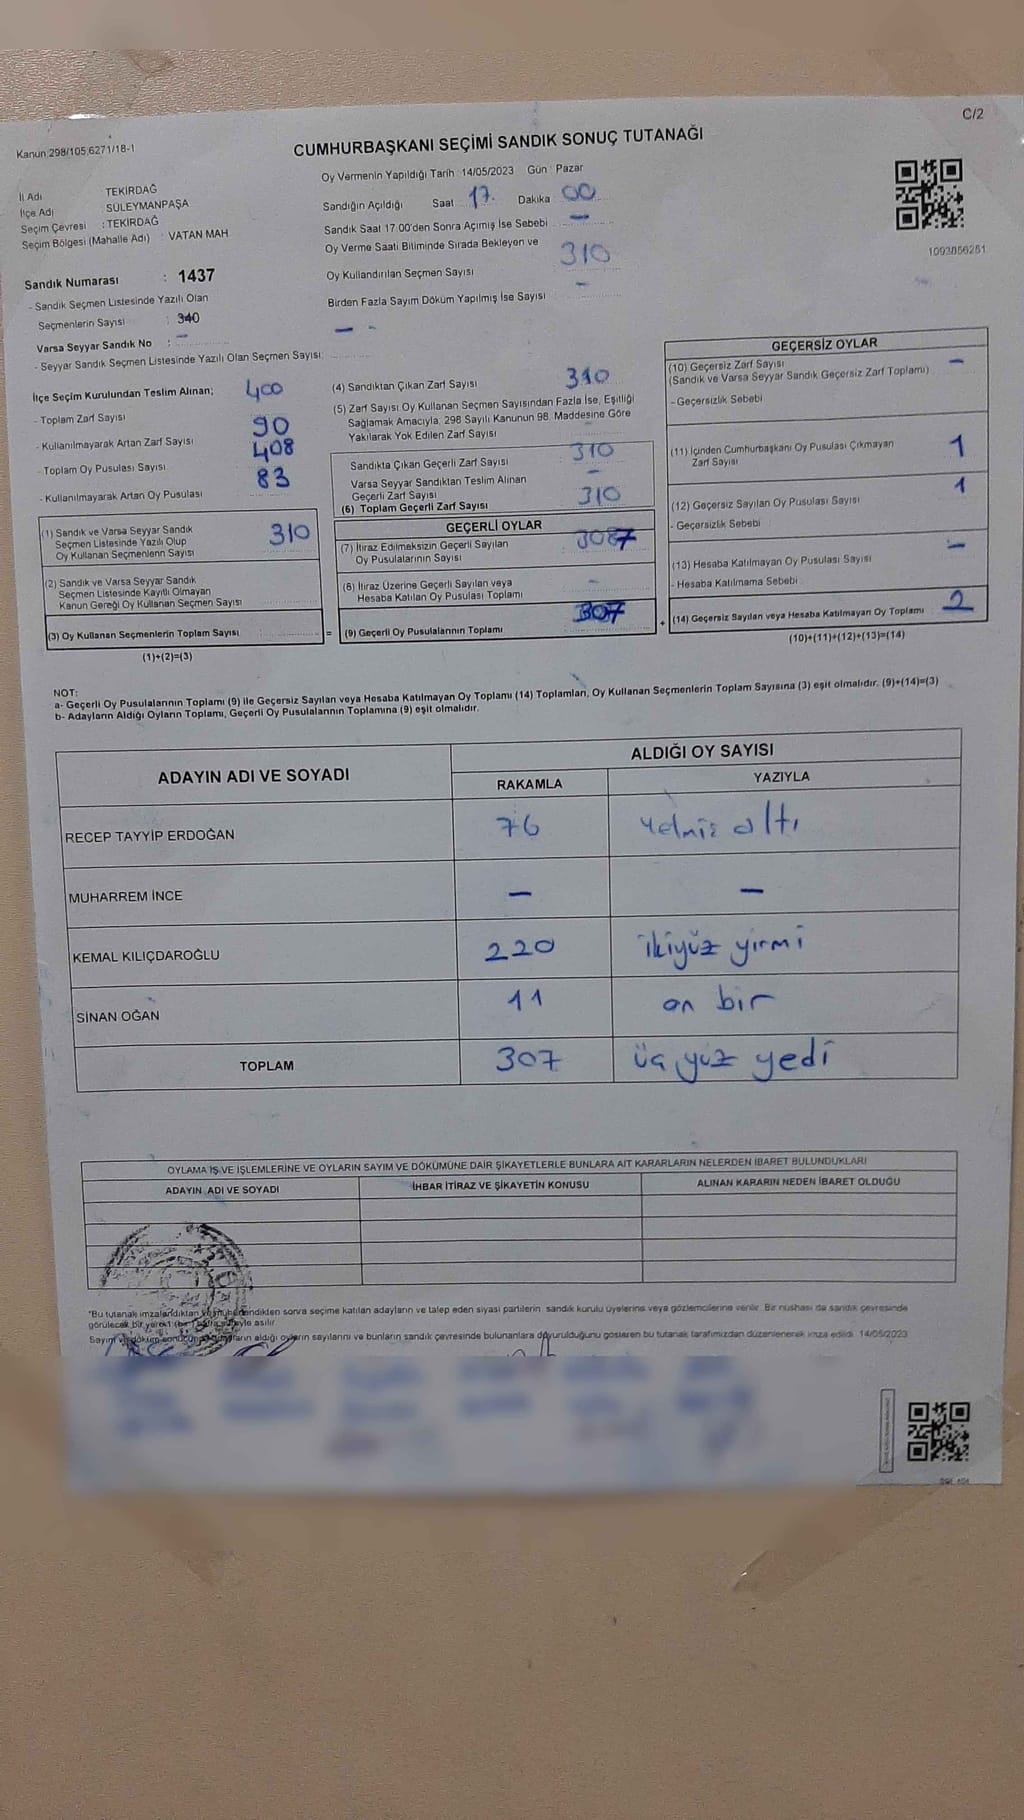 C/2
Kanun 298/105,6271/18-1
CUMHURBAŞKANI SEÇİMİ SANDIK SONUÇ TUTANAĞI
İl Adı TEKİRDAĞ
İlçe Adı SÜLEYMANPAŞA
Seçim Çevresi : TEKİRDAĞ
Seçim Bölgesi (Mahalle Adı) VATAN MAH
Oy Vermenin Yapıldığı Tarih 14/05/2023 Gün : Pazar
Sandığın Açıldığı Saat 17. Dakika 00
Sandık Saat 17.00'den Sonra Açımış İse Sebebi —
Oy Verme Saati Bitiminde Sırada Bekleyen ve
Oy Kullandırılan Seçmen Sayısı 310
Birden Fazla Sayım Döküm Yapılmış İse Sayısı —
1093856251
Sandık Numarası : 1437
- Sandık Seçmen Listesinde Yazılı Olan
Seçmenlerin Sayısı : 340
Varsa Seyyar Sandık No : —
- Seyyar Sandık Seçmen Listesinde Yazılı Olan Seçmen Sayısı: — -
İlçe Seçim Kurulundan Teslim Alınan;
- Toplam Zarf Sayısı 400
- Kullanılmayarak Artan Zarf Sayısı 90
- Toplam Oy Pusulası Sayısı 408
- Kullanılmayarak Artan Oy Pusulası 83
(1) Sandık ve Varsa Seyyar Sandık
Seçmen Listesinde Yazılı Olup
Oy Kullanan Seçmenlerin Sayısı 310
(2) Sandık ve Varsa Seyyar Sandık
Seçmen Listesinde Kayıtlı Olmayan
Kanun Gereği Oy Kullanan Seçmen Sayısı
(3) Oy Kullanan Seçmenlerin Toplam Sayısı =
(1)+(2)=(3)
(4) Sandıktan Çıkan Zarf Sayısı 310
(5) Zarf Sayısı Oy Kullanan Seçmen Sayısından Fazla İse, Eşitliği
Sağlamak Amacıyla, 298 Sayılı Kanunun 98. Maddesine Göre
Yakılarak Yok Edilen Zarf Sayısı —
Sandıkta Çıkan Geçerli Zarf Sayısı 310
Varsa Seyyar Sandıktan Teslim Alınan
Geçerli Zarf Sayısı —
(6) Toplam Geçerli Zarf Sayısı 310
GEÇERLİ OYLAR
(7) İtiraz Edilmeksizin Geçerli Sayılan
Oy Pusulalarının Sayısı 307
(8) İtiraz Üzerine Geçerli Sayılan veya
Hesaba Katılan Oy Pusulası Toplamı —
(9) Geçerli Oy Pusulalarının Toplamı 307 +
GEÇERSİZ OYLAR
(10) Geçersiz Zarf Sayısı —
(Sandık ve Varsa Seyyar Sandık Geçersiz Zarf Toplamı)
- Geçersizlik Sebebi
(11) İçinden Cumhurbaşkanı Oy Pusulası Çıkmayan
Zarf Sayısı 1
(12) Geçersiz Sayılan Oy Pusulası Sayısı 1
- Geçersizlik Sebebi
(13) Hesaba Katılmayan Oy Pusulası Sayısı —
- Hesaba Katılmama Sebebi
(14) Geçersiz Sayılan veya Hesaba Katılmayan Oy Toplamı 2
(10)+(11)+(12)+(13)=(14)
NOT:
a- Geçerli Oy Pusulalarının Toplamı (9) ile Geçersiz Sayılan veya Hesaba Katılmayan Oy Toplamı (14) Toplamları, Oy Kullanan Seçmenlerin Toplam Sayısına (3) eşit olmalıdır. (9)+(14)=(3)
b- Adayların Aldığı Oyların Toplamı, Geçerli Oy Pusulalarının Toplamına (9) eşit olmalıdır.
ADAYIN ADI VE SOYADI ALDIĞI OY SAYISI
RAKAMLA YAZIYLA
RECEP TAYYİP ERDOĞAN 76 yetmiş altı
MUHARREM İNCE — —
KEMAL KILIÇDAROĞLU 220 ikiyüz yirmi
SİNAN OĞAN 11 on bir
TOPLAM 307 üç yüz yedi
OYLAMA İŞ VE İŞLEMLERİNE VE OYLARIN SAYIM VE DÖKÜMÜNE DAİR ŞİKAYETLERLE BUNLARA AİT KARARLARIN NELERDEN İBARET BULUNDUKLARI
ADAYIN ADI VE SOYADI İHBAR İTİRAZ VE ŞİKAYETİN KONUSU ALINAN KARARIN NEDEN İBARET OLDUĞU
"Bu tutanak imzalandıktan sonra seçime katılan adayların ve talep eden siyasi partilerin sandık kurulu üyelerine veya gözlemcilerine verilir. Bir nüshası da sandık çevresinde
görülecek bir yere asılır.
aldığı oyların sayılarını ve bunların sandık çevresinde bulunanlara duyurulduğunu gösteren bu tutanak tarafımızdan düzenlenerek imza edildi. 14/05/2023